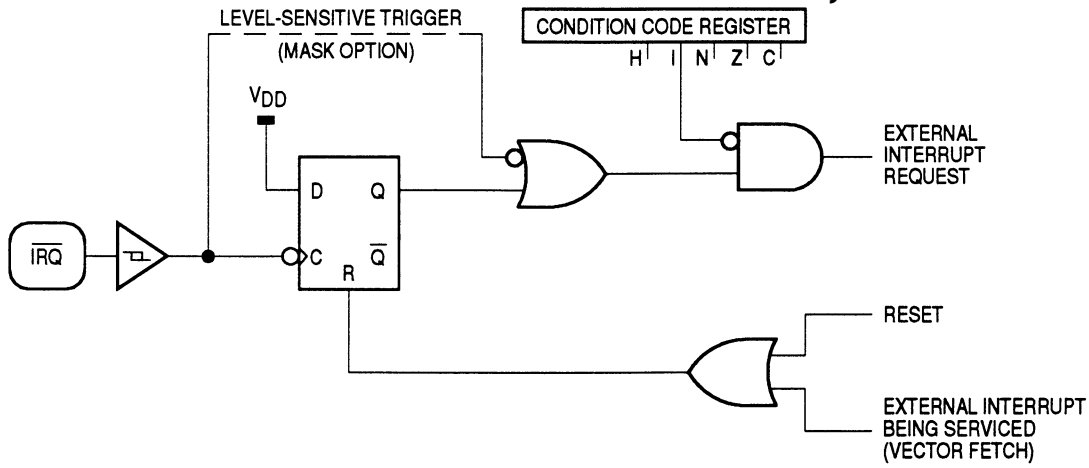 LEVEL-SENSITIVE TRIGGER
(MASK OPTION)
CONDITION CODE REGISTER
H I N Z C
VDD
EXTERNAL
INTERRUPT
REQUEST
D Q
IRQ
C Q
R
RESET
EXTERNAL INTERRUPT
BEING SERVICED
(VECTOR FETCH)